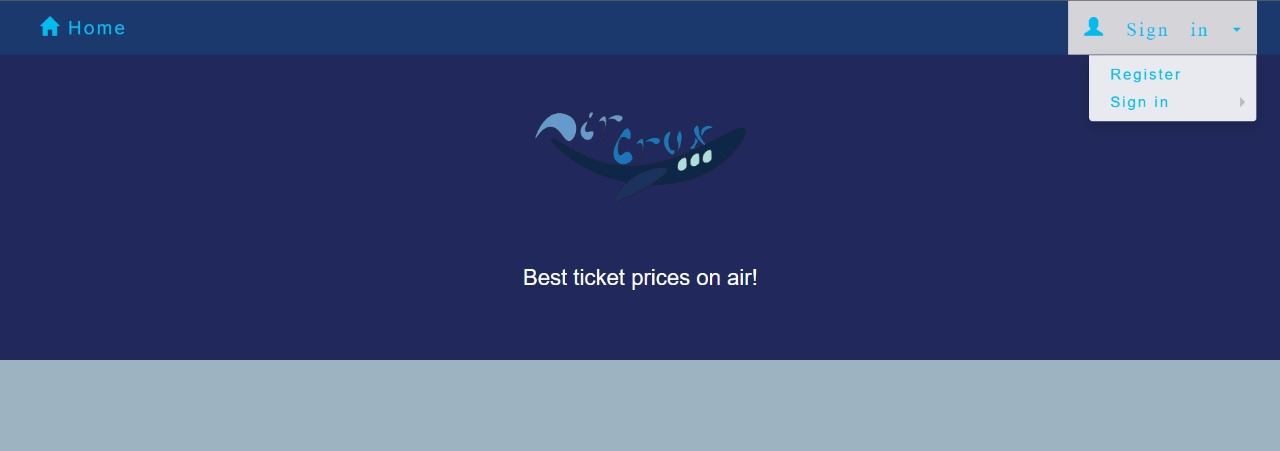 Home
Sign in
Register
Sign in
Air
Crux
Best ticket prices on air!